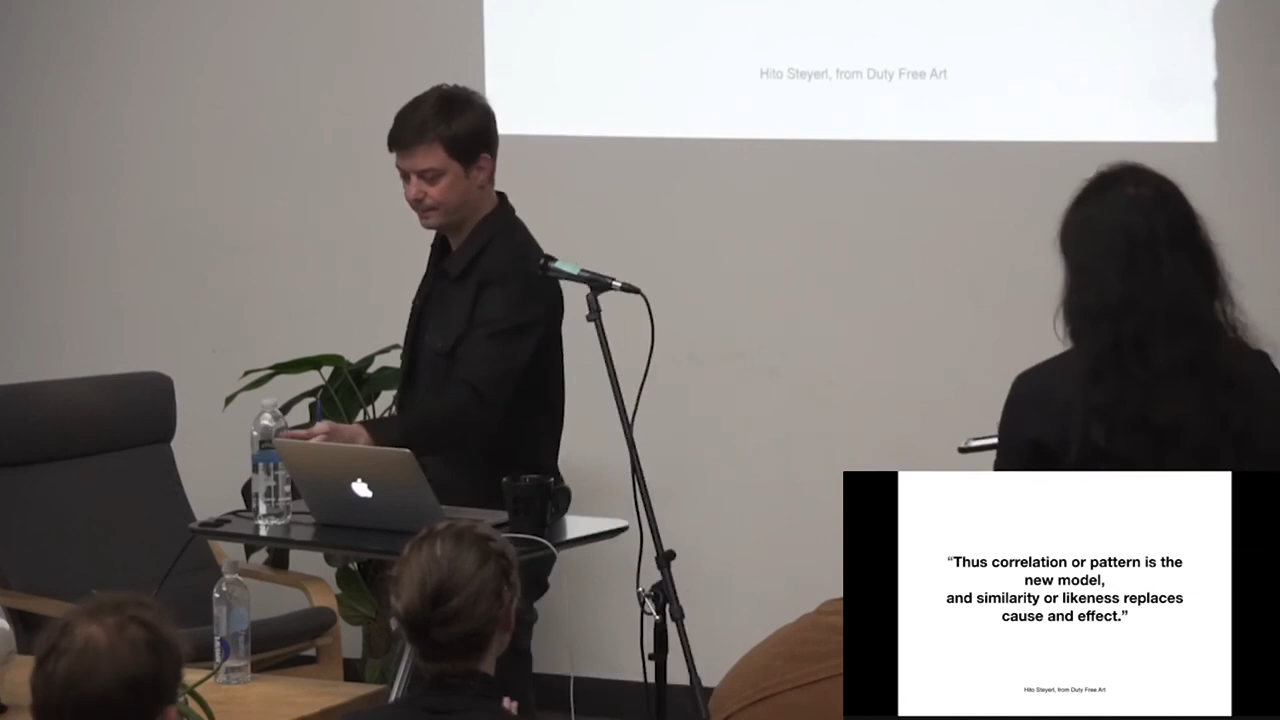 Hito Steyerl, from Duty Free Art
“Thus correlation or pattern is the
new model,
and similarity or likeness replaces
cause and effect.”
Hito Steyerl, from Duty Free Art